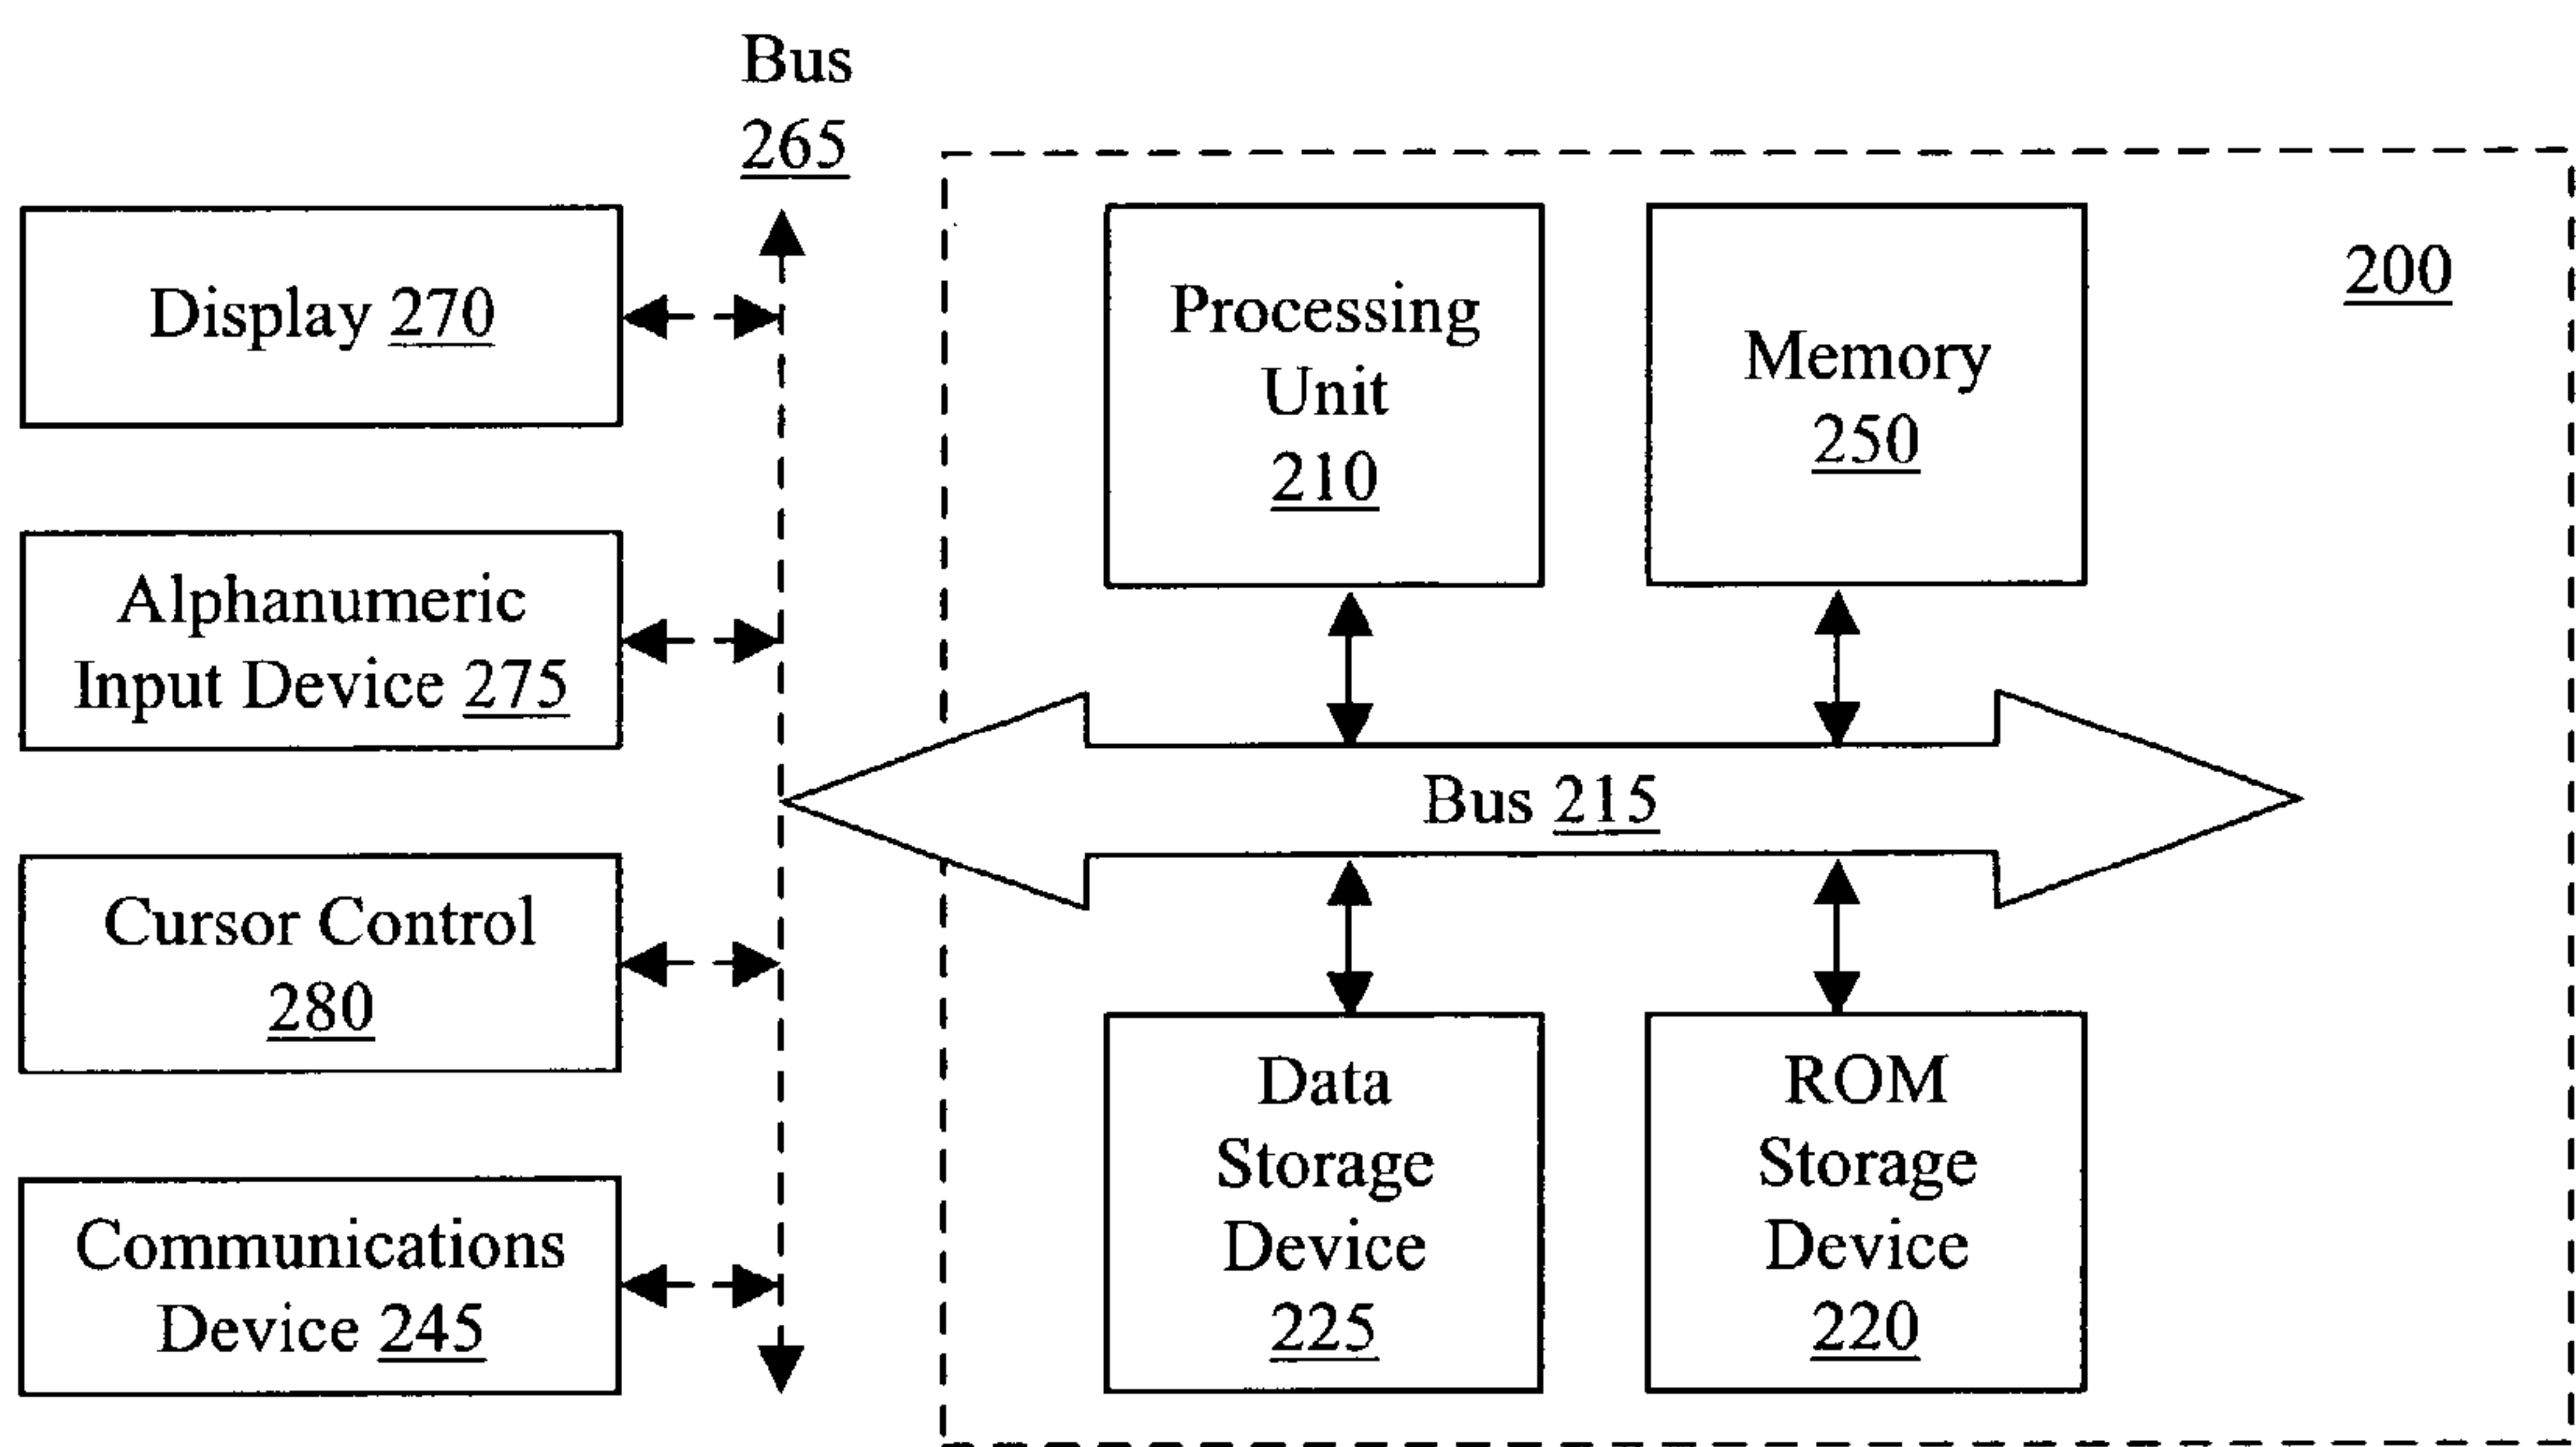 Bus
265
200
Display 270
Processing
Unit
210
Memory
250
Alphanumeric
Input Device 275
Bus 215
Cursor Control
280
Communications
Device 245
Data
Storage
Device
225
ROM
Storage
Device
220